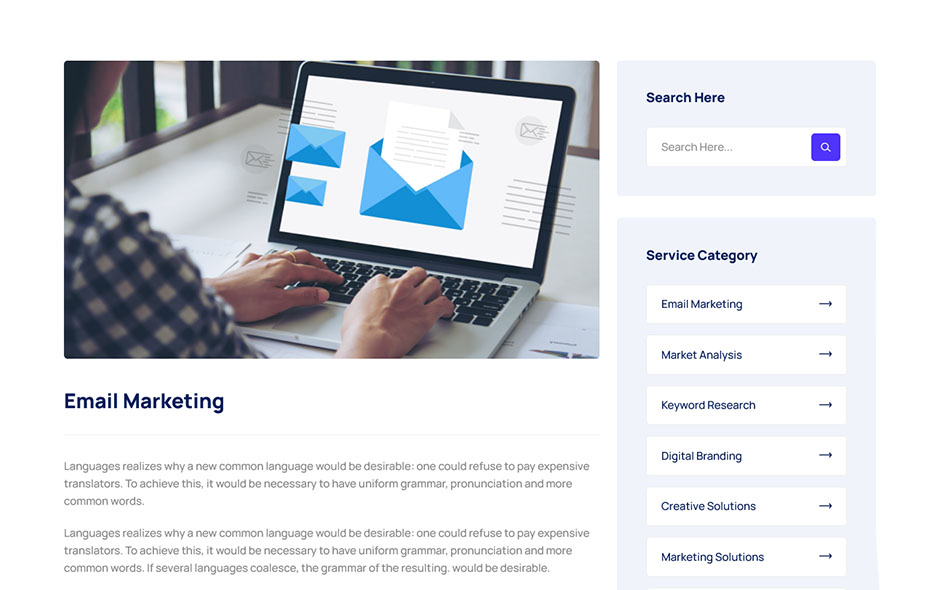 Email Marketing
Languages realizes why a new common language would be desirable: one could refuse to pay expensive
translators. To achieve this, it would be necessary to have uniform grammar, pronunciation and more
common words.
Languages realizes why a new common language would be desirable: one could refuse to pay expensive
translators. To achieve this, it would be necessary to have uniform grammar, pronunciation and more
common words. If several languages coalesce, the grammar of the resulting. would be desirable.
Search Here
Search Here...
Service Category
Email Marketing
Market Analysis
Keyword Research
Digital Branding
Creative Solutions
Marketing Solutions